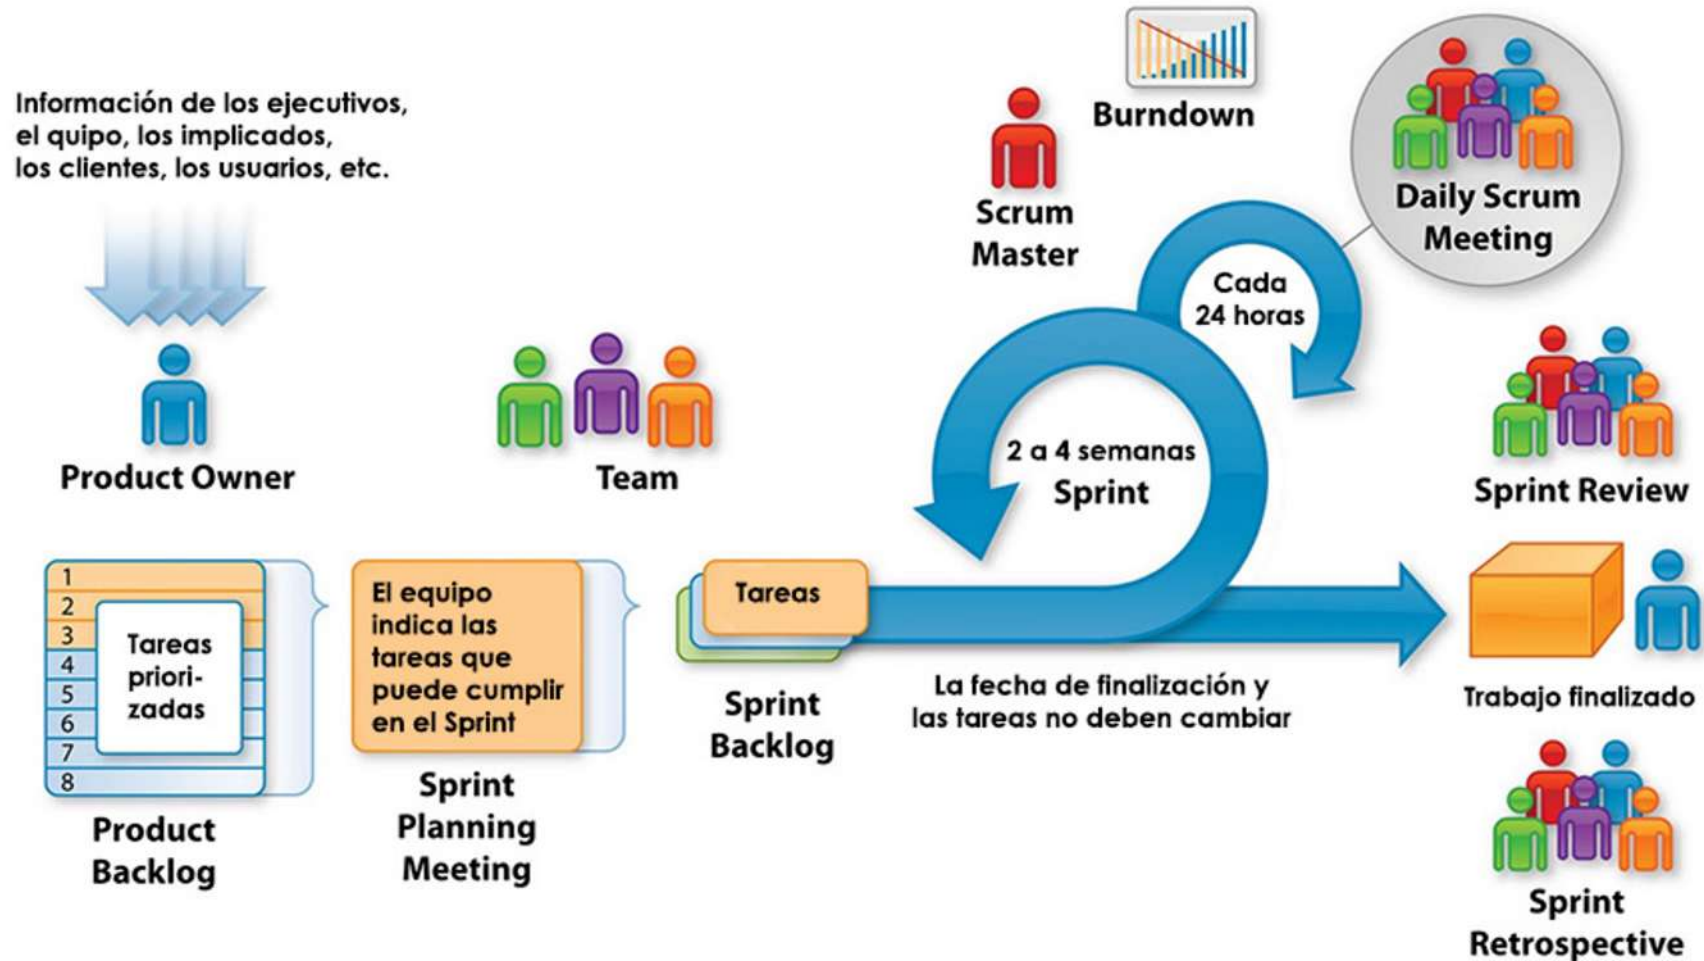 Información de los ejecutivos,
el quipo, los implicados,
los clientes, los usuarios, etc.
Product Owner
Team
Scrum
Master
Burndown
Daily Scrum
Meeting
Cada
24 horas
2 a 4 semanas
Sprint
Sprint Review
1
2
3
4
5
6
7
8
Tareas
priori-
zadas
Product
Backlog
El equipo
indica las
tareas que
puede cumplir
en el Sprint
Sprint
Planning
Meeting
Tareas
Sprint
Backlog
La fecha de finalización y
las tareas no deben cambiar
Trabajo finalizado
Sprint
Retrospective